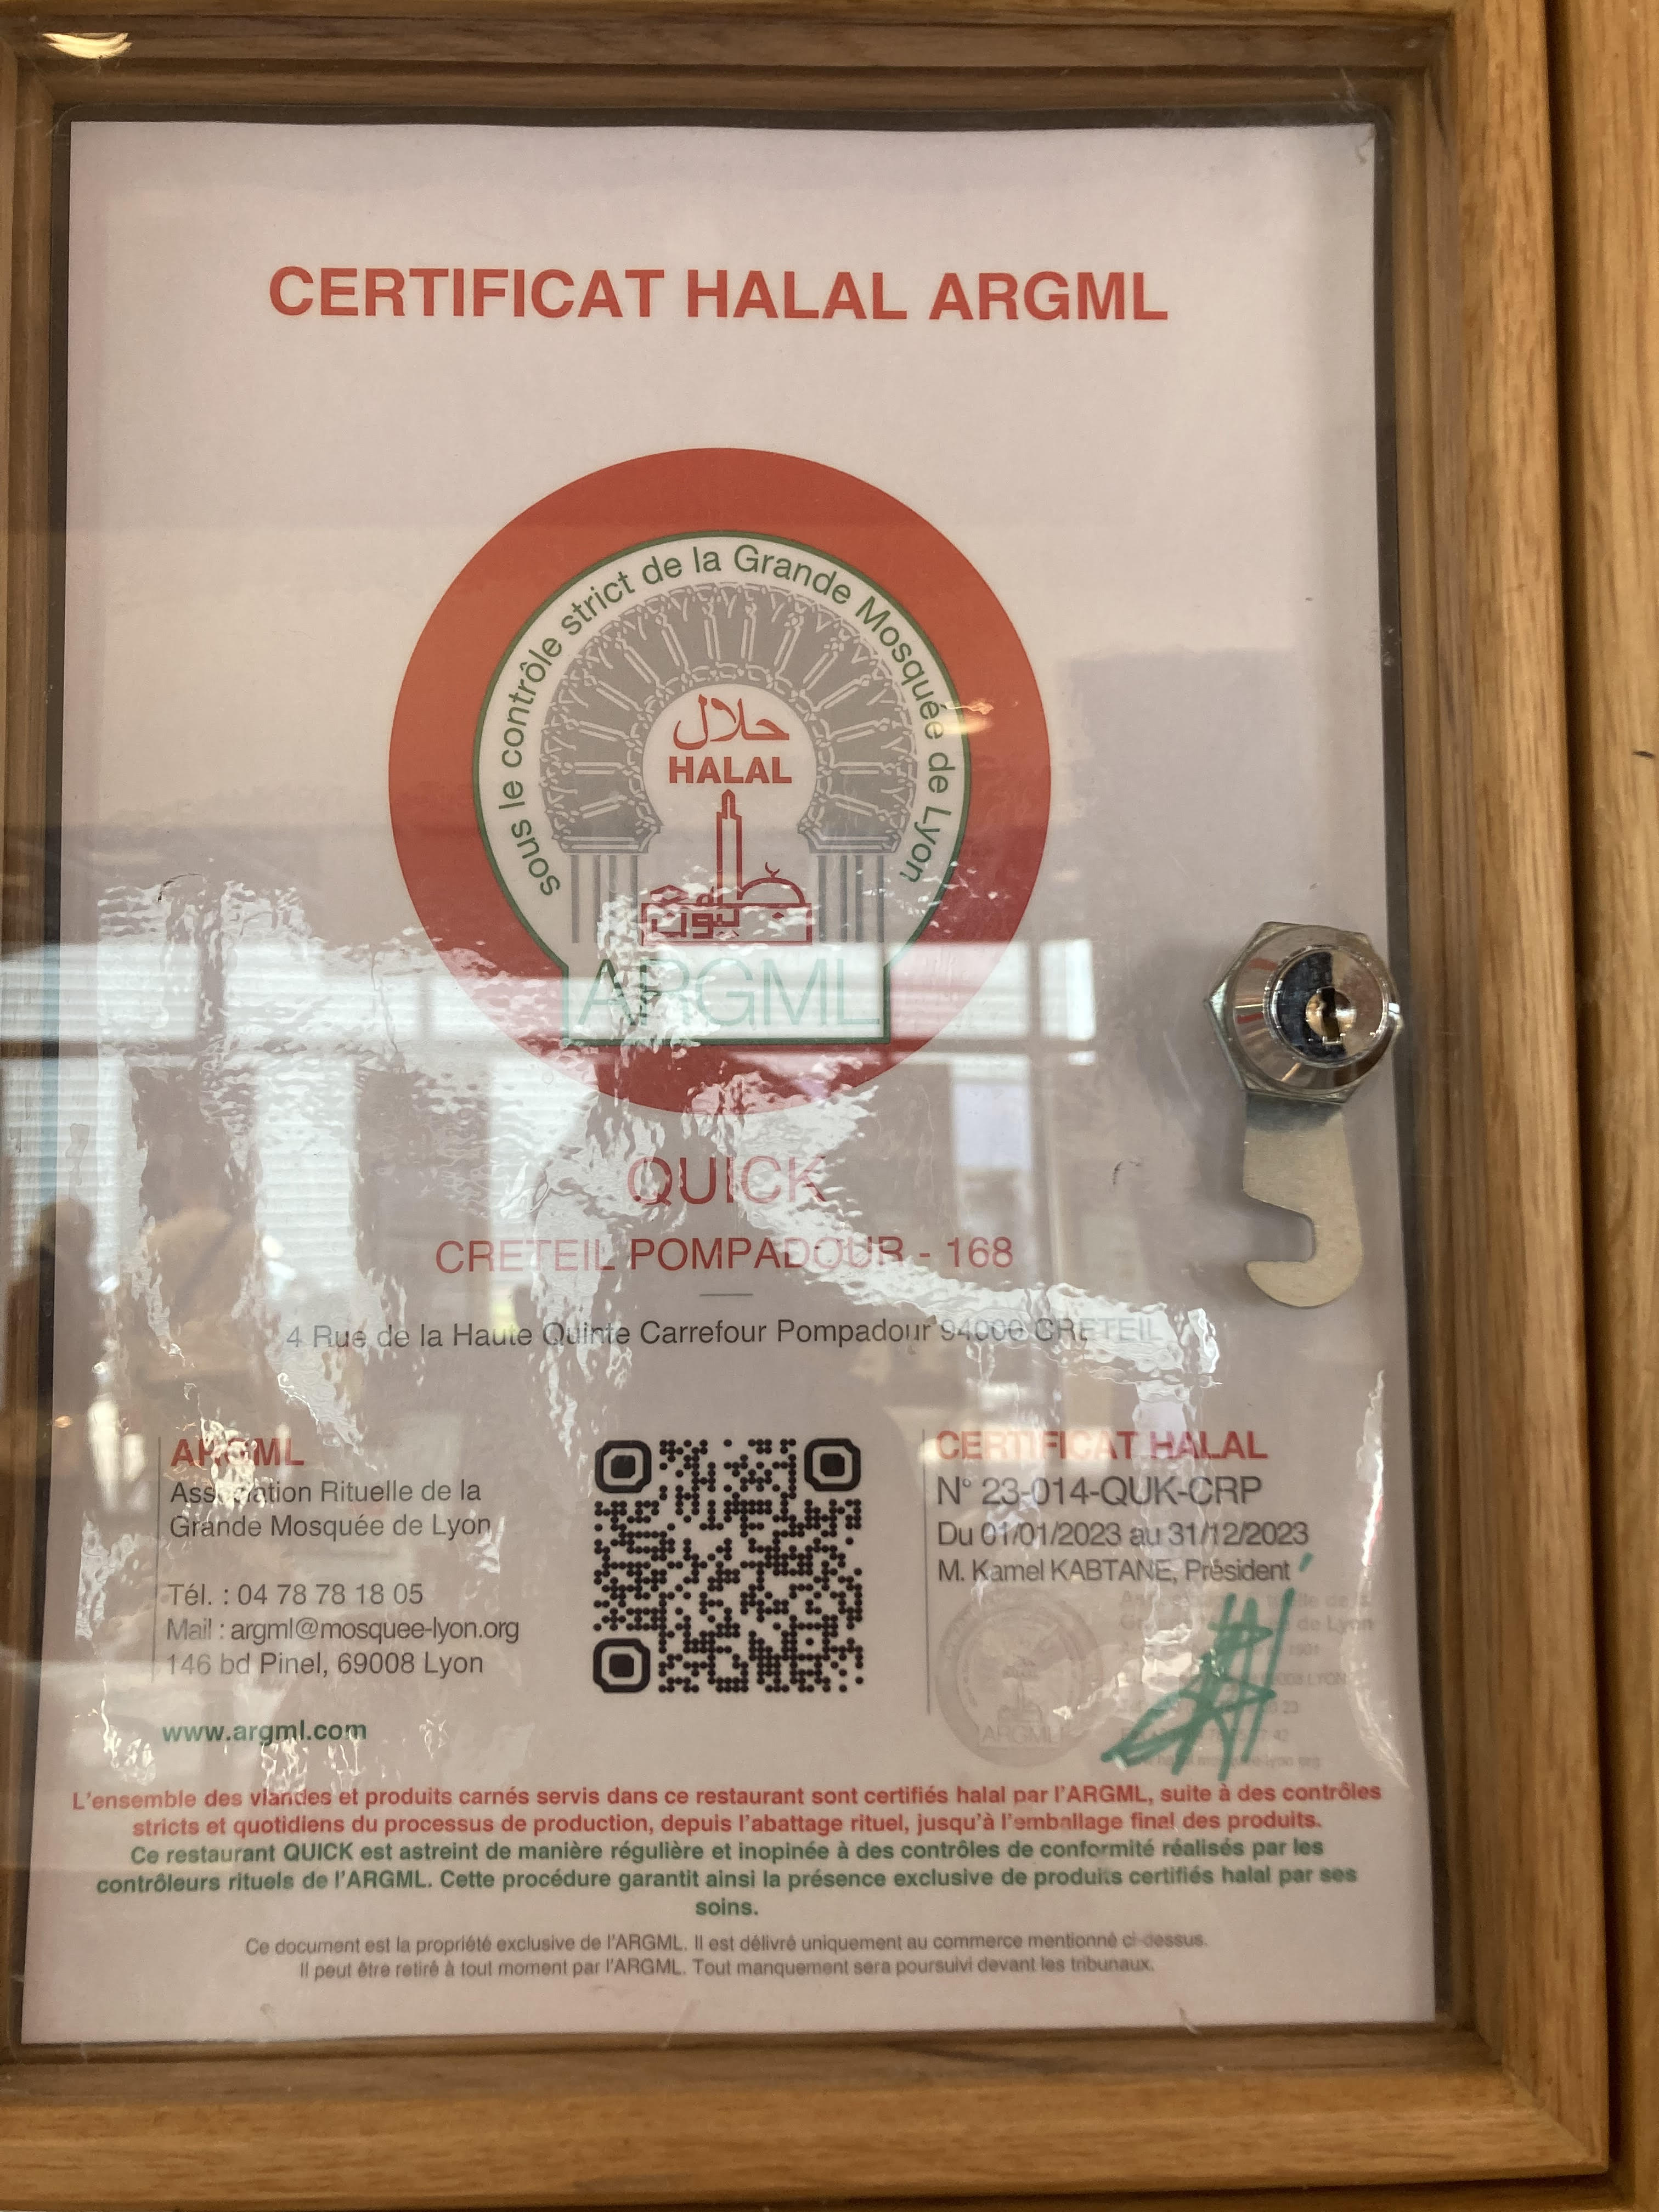 CERTIFICAT HALAL ARGML
sous le contrôle strict de la Grande Mosquée de Lyon
حلال
HALAL
ARGML
QUICK
CRETEIL POMPADOUR - 168
4 Rue de la Haute Quinte Carrefour Pompadour 94000 CRETEIL
ARGML
Association Rituelle de la
Grande Mosquée de Lyon
Tél. : 04 78 78 18 05
Mail : argml@mosquee-lyon.org
146 bd Pinel, 69008 Lyon
www.argml.com
CERTIFICAT HALAL
N° 23-014-QUK-CRP
Du 01/01/2023 au 31/12/2023
M. Kamel KABTANE, Président
de Lyon
1901
ARGML
L'ensemble des viandes et produits carnés servis dans ce restaurant sont certifiés halal par l'ARGML, suite à des contrôles
stricts et quotidiens du processus de production, depuis l'abattage rituel, jusqu'à l'emballage final des produits.
Ce restaurant QUICK est astreint de manière régulière et inopinée à des contrôles de conformité réalisés par les
contrôleurs rituels de l'ARGML. Cette procédure garantit ainsi la présence exclusive de produits certifiés halal par ses
soins.
Ce document est la propriété exclusive de l'ARGML. Il est délivré uniquement au commerce mentionné ci-dessus.
Il peut être retiré à tout moment par l'ARGML. Tout manquement sera poursuivi devant les tribunaux.